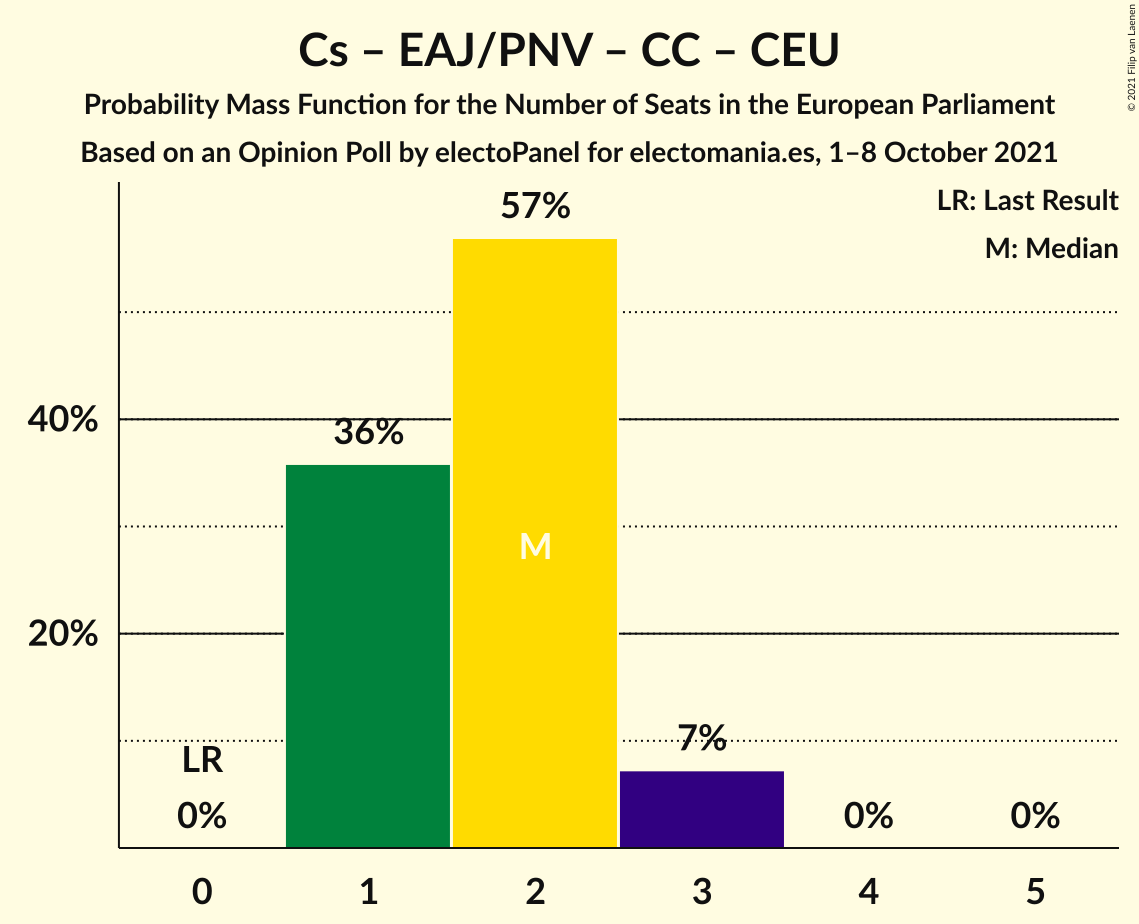 Cs – EAJ/PNV – CC – CEU
Probability Mass Function for the Number of Seats in the European Parliament
Based on an Opinion Poll by electoPanel for electomania.es, 1–8 October 2021
© 2021 Filip van Laenen
LR: Last Result
M: Median
57%
40%
36%
M
20%
7%
LR
0%
0%
0%
0
1
2
3
4
5